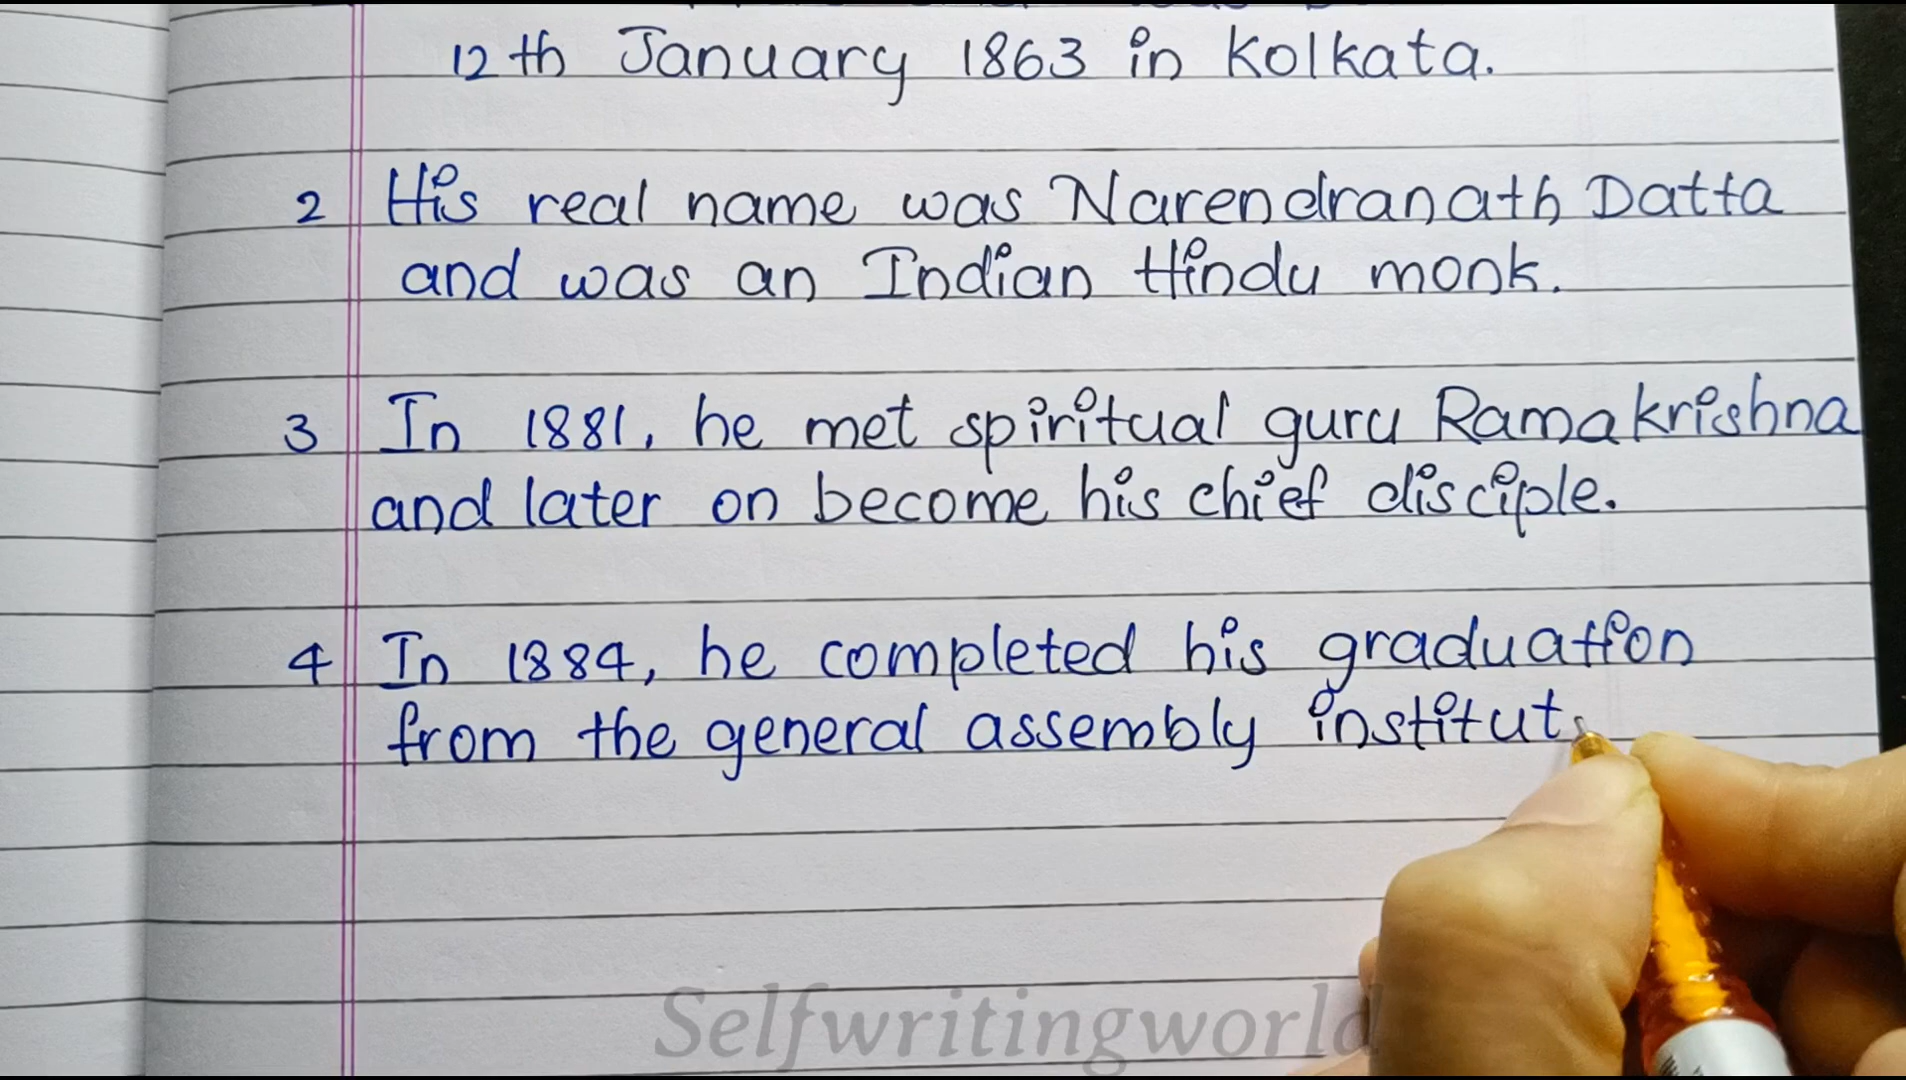 12th January 1863 in Kolkata.
2 His real name was Narendranath Datta
and was an Indian Hindu monk.
3 In 1881, he met spiritual guru Ramakrishna
and later on become his chief disciple.
4 In 1884, he completed his graduation
from the general assembly institut
Selfwritingworld